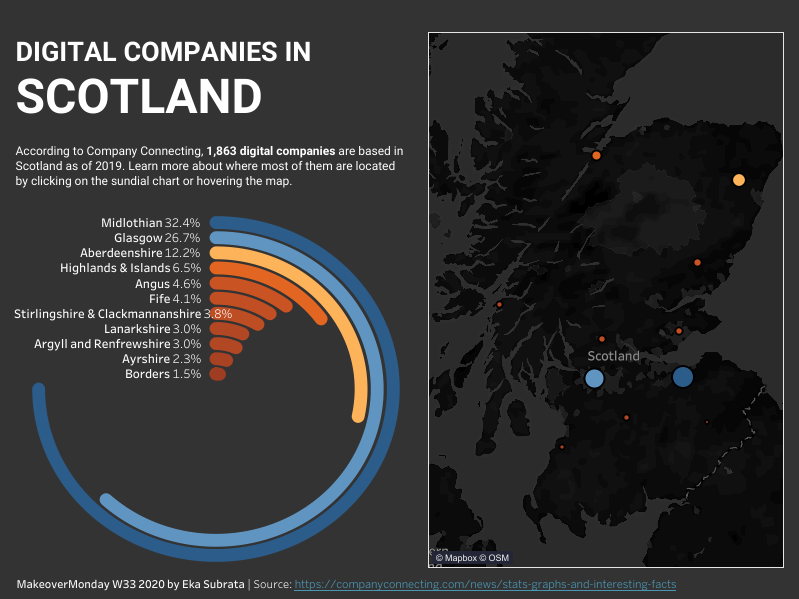 DIGITAL COMPANIES IN
SCOTLAND
According to Company Connecting, 1,863 digital companies are based in
Scotland as of 2019. Learn more about where most of them are located
by clicking on the sundial chart or hovering the map.
Midlothian 32.4%
Glasgow 26.7%
Aberdeenshire 12.2%
Highlands & Islands 6.5%
Angus 4.6%
Fife 4.1%
Stirlingshire & Clackmannanshire 3.8%
Lanarkshire 3.0%
Argyll and Renfrewshire 3.0%
Ayrshire 2.3%
Borders 1.5%
Scotland
© Mapbox © OSM
MakeoverMonday W33 2020 by Eka Subrata | Source: https://companyconnecting.com/news/stats-graphs-and-interesting-facts